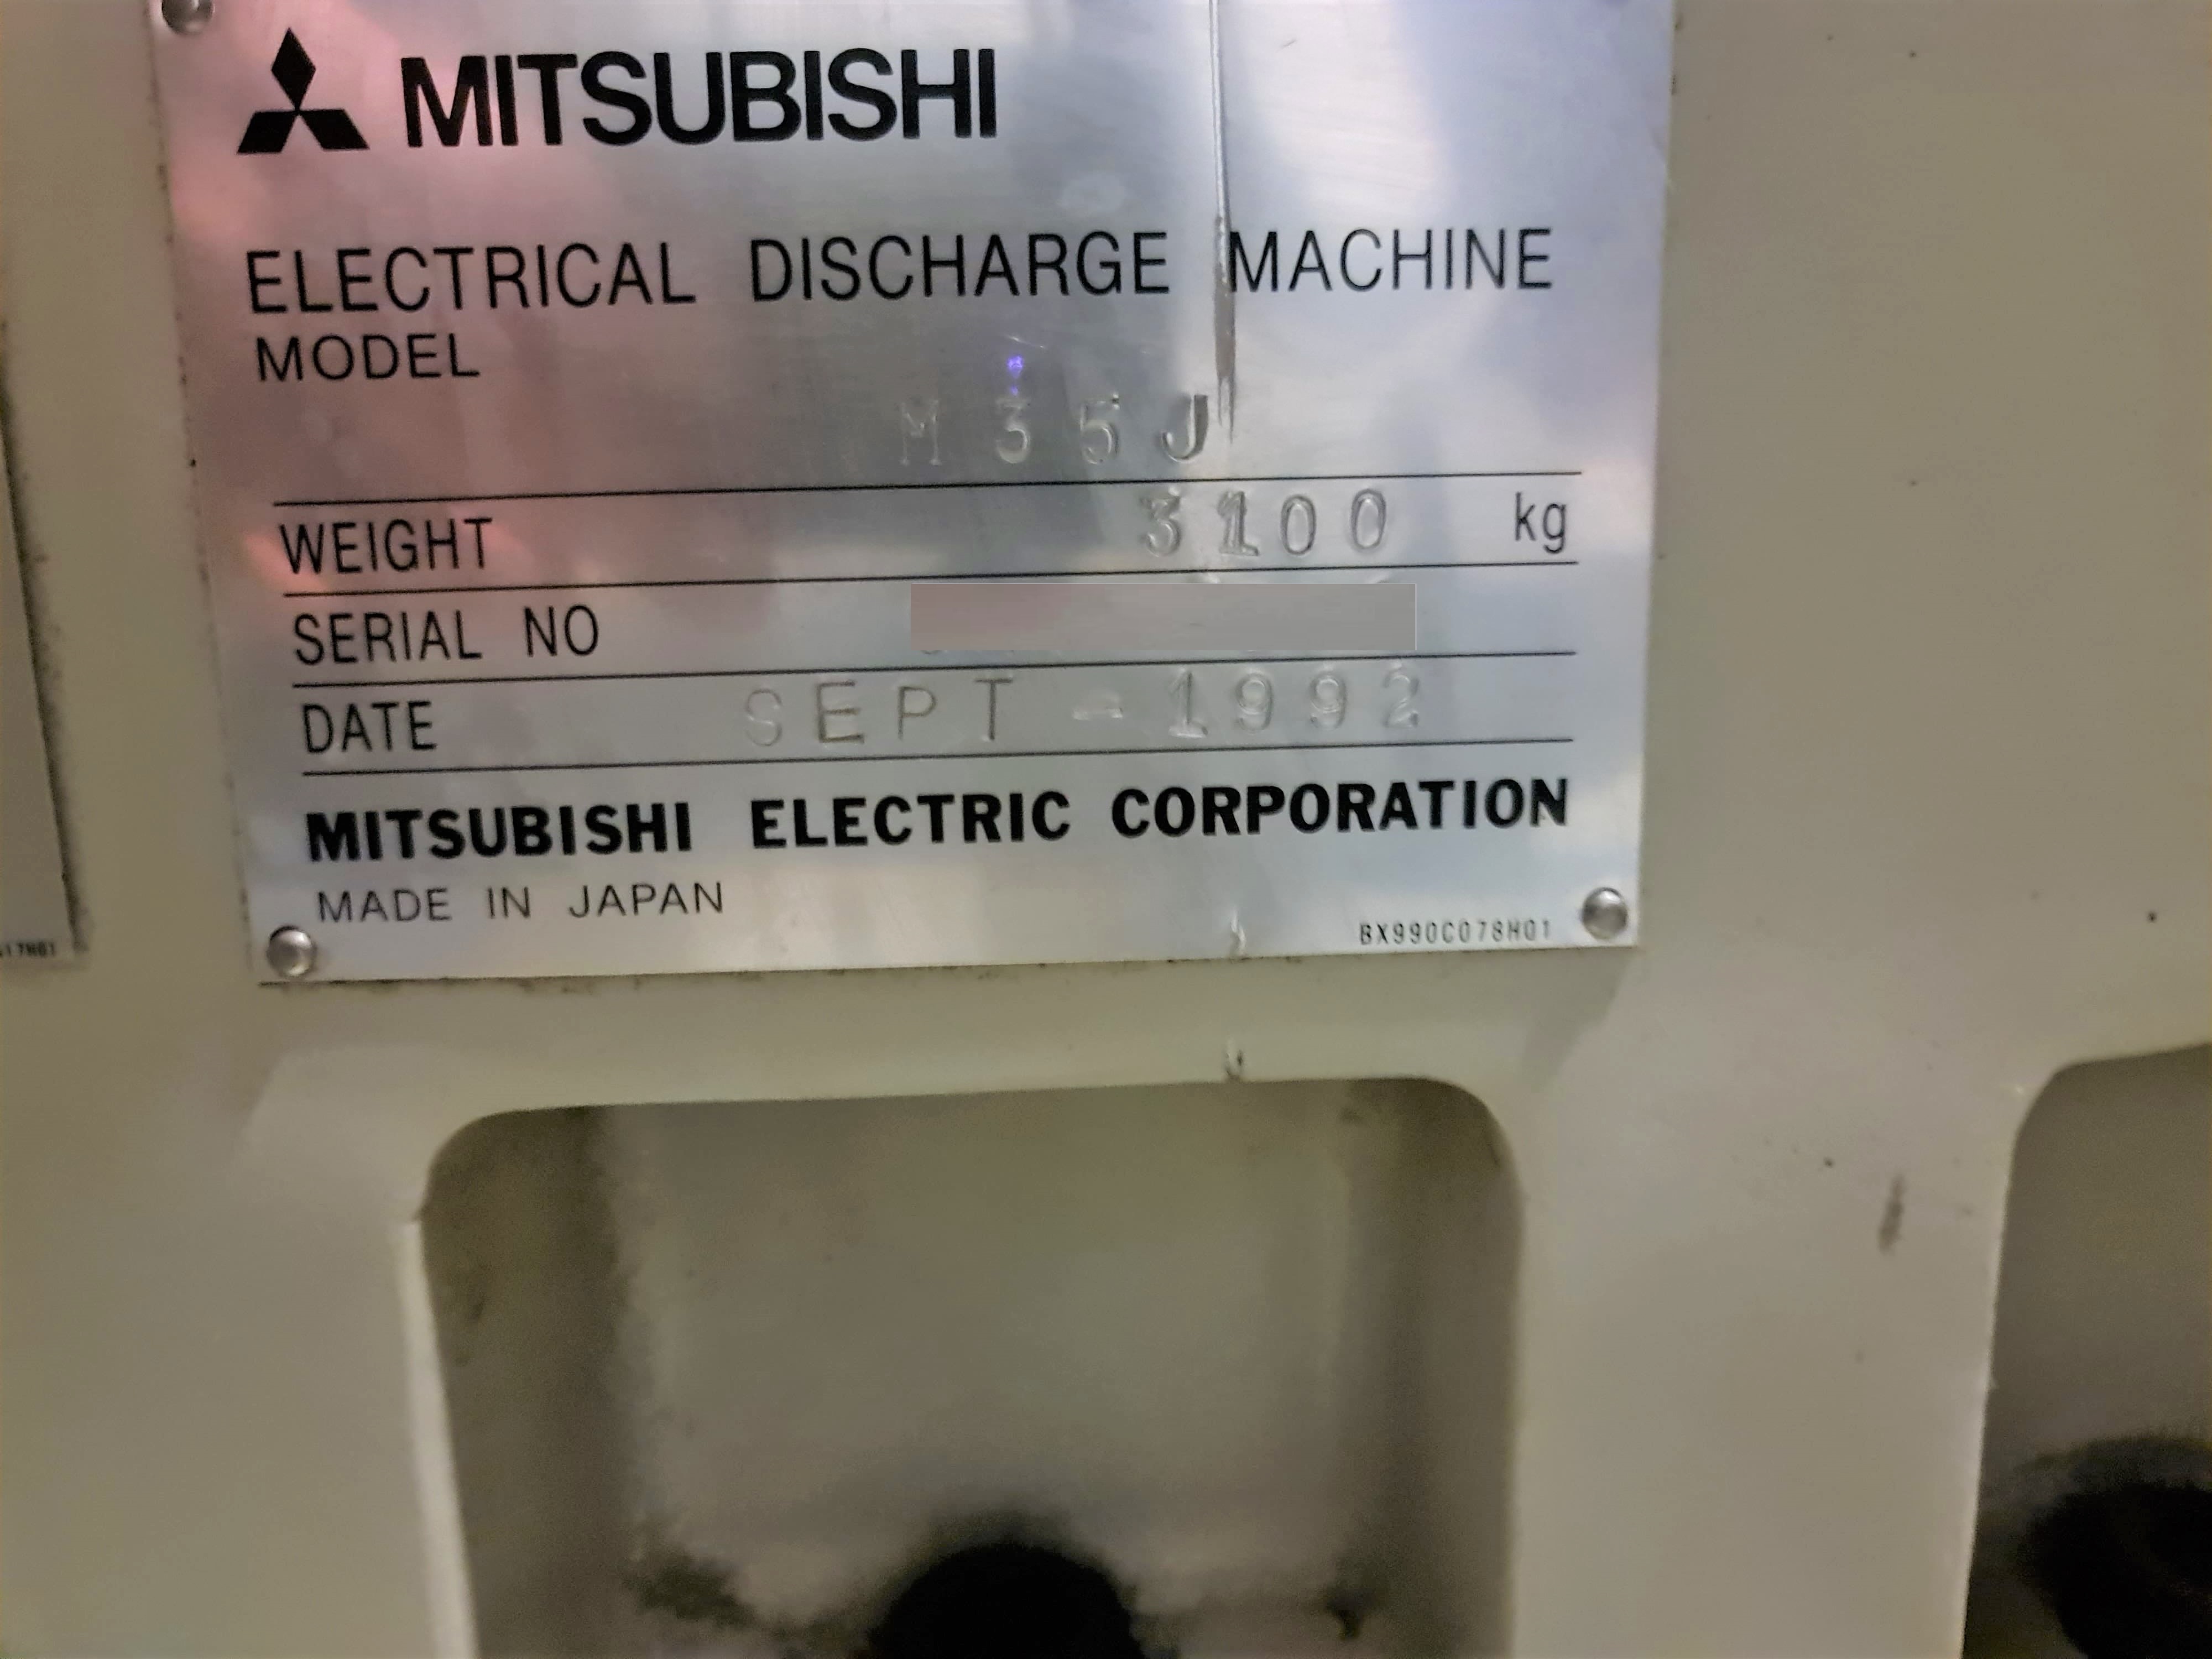 MITSUBISHI
ELECTRICAL DISCHARGE MACHINE
MODEL
M35J
WEIGHT 3100 kg
SERIAL NO
DATE SEPT-1992
MITSUBISHI ELECTRIC CORPORATION
MADE IN JAPAN
BX990C078H01